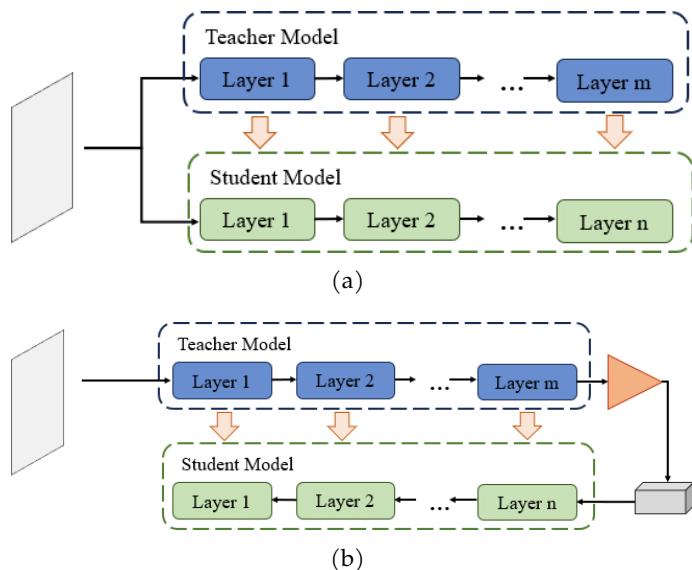 Teacher Model
Layer 1 Layer 2 ... Layer m
Student Model
Layer 1 Layer 2 ... Layer n
(a)
Teacher Model
Layer 1 Layer 2 ... Layer m
Student Model
Layer 1 Layer 2 ... Layer n
(b)